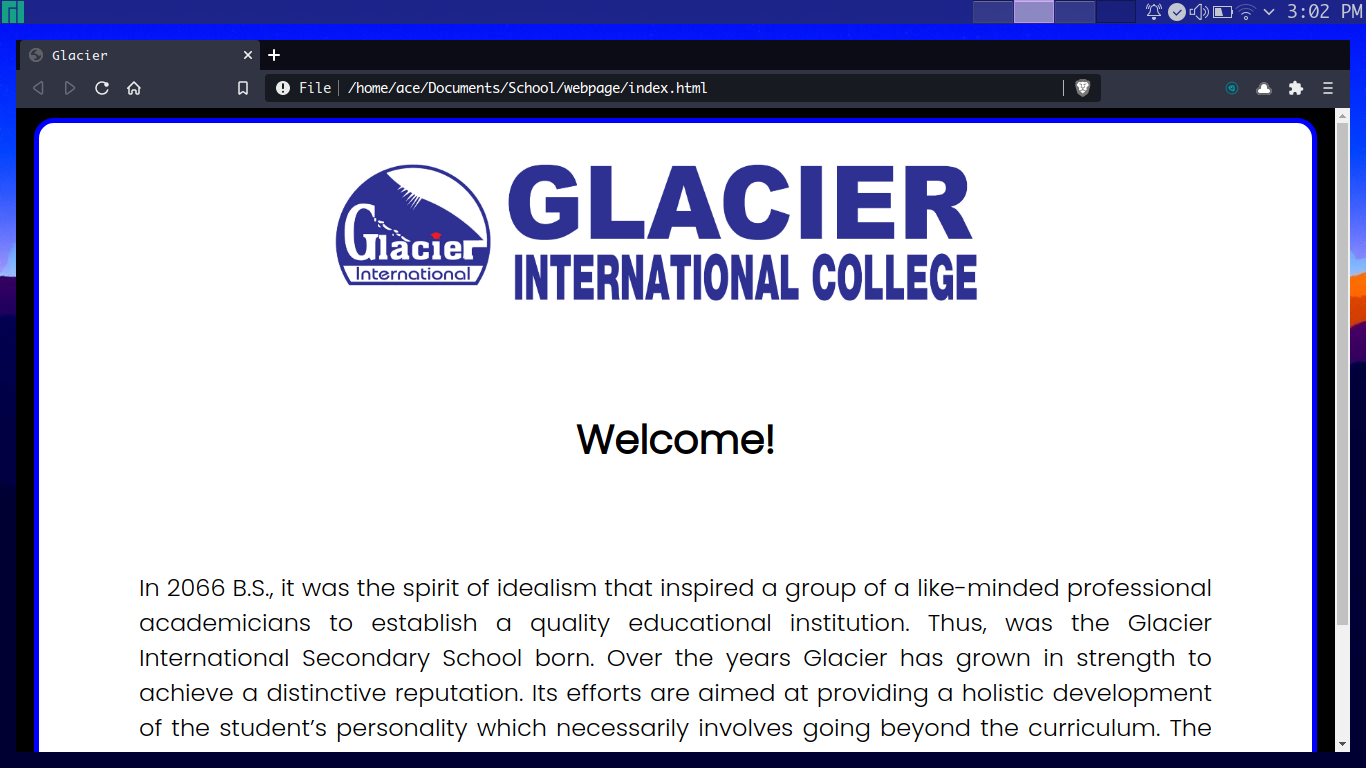 3:02 PM
Glacier
File
/home/ace/Documents/School/webpage/index.html
Glacier
International
GLACIER
INTERNATIONAL COLLEGE
Welcome!
In 2066 B.S., it was the spirit of idealism that inspired a group of a like-minded professional
academicians to establish a quality educational institution. Thus, was the Glacier
International Secondary School born. Over the years Glacier has grown in strength to
achieve a distinctive reputation. Its efforts are aimed at providing a holistic development
of the student’s personality which necessarily involves going beyond the curriculum. The